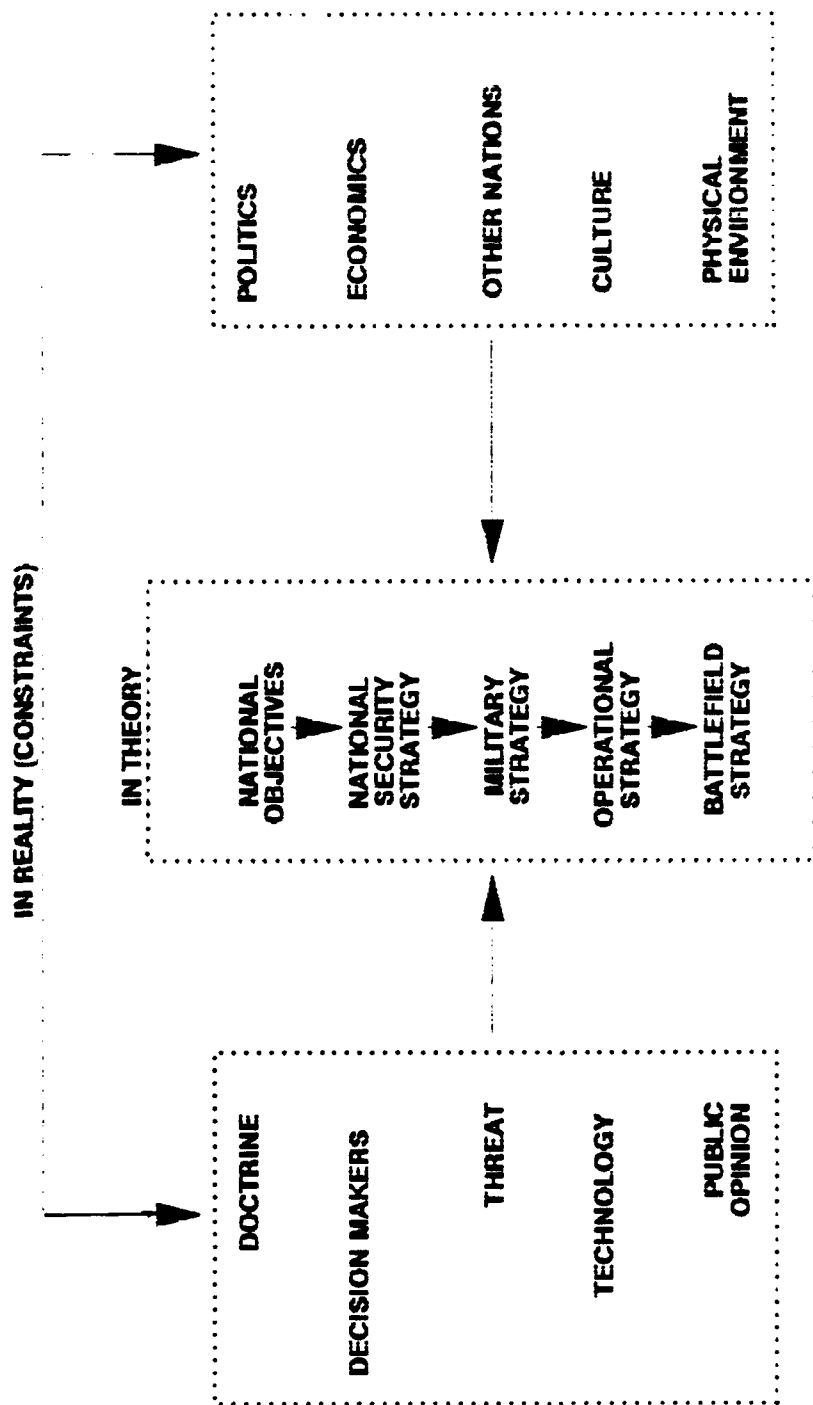 IN REALITY (CONSTRAINTS)
DOCTRINE
DECISION MAKERS
THREAT
TECHNOLOGY
PUBLIC
OPINION
IN THEORY
NATIONAL
OBJECTIVES
NATIONAL
SECURITY
STRATEGY
MILITARY
STRATEGY
OPERATIONAL
STRATEGY
BATTLEFIELD
STRATEGY
POLITICS
ECONOMICS
OTHER NATIONS
CULTURE
PHYSICAL
ENVIRONMENT